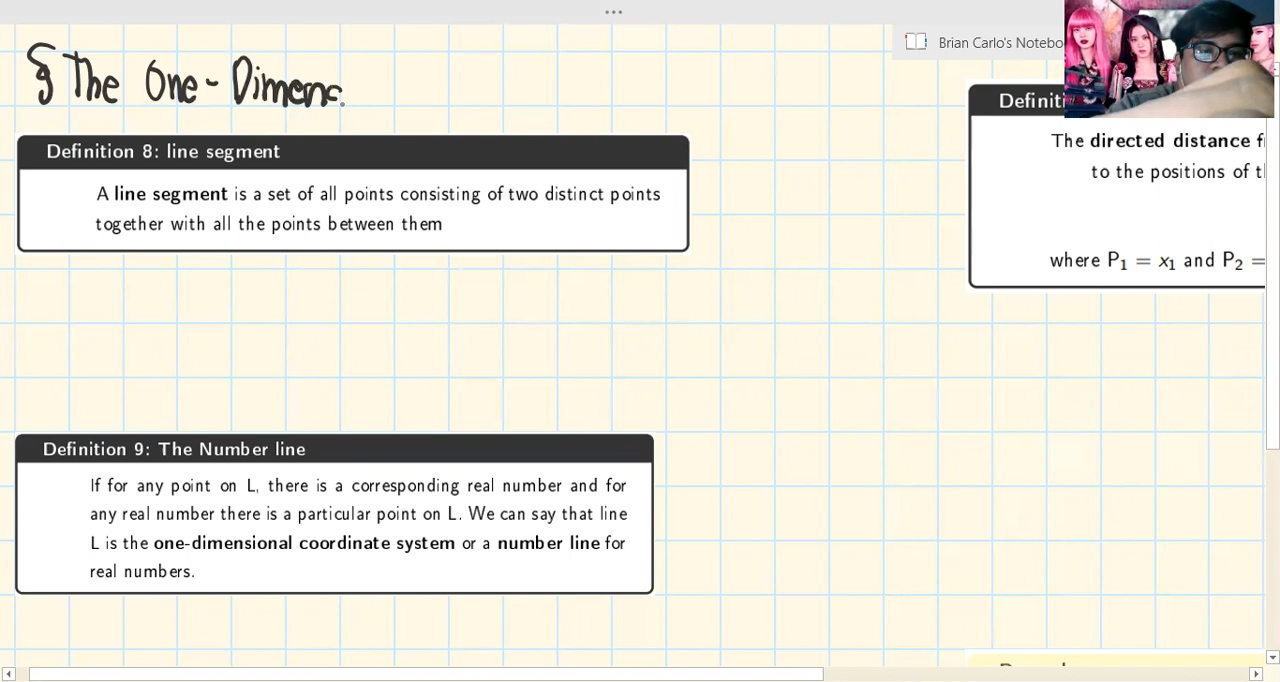 Brian Carlo's Notebo
§ The One-Dimens
Definition 8: line segment
A line segment is a set of all points consisting of two distinct points
together with all the points between them
Definition 9: The Number line
If for any point on L, there is a corresponding real number and for
any real number there is a particular point on L. We can say that line
L is the one-dimensional coordinate system or a number line for
real numbers.
Definiti
The directed distance f
to the positions of t
where P₁ = x₁ and P₂ =